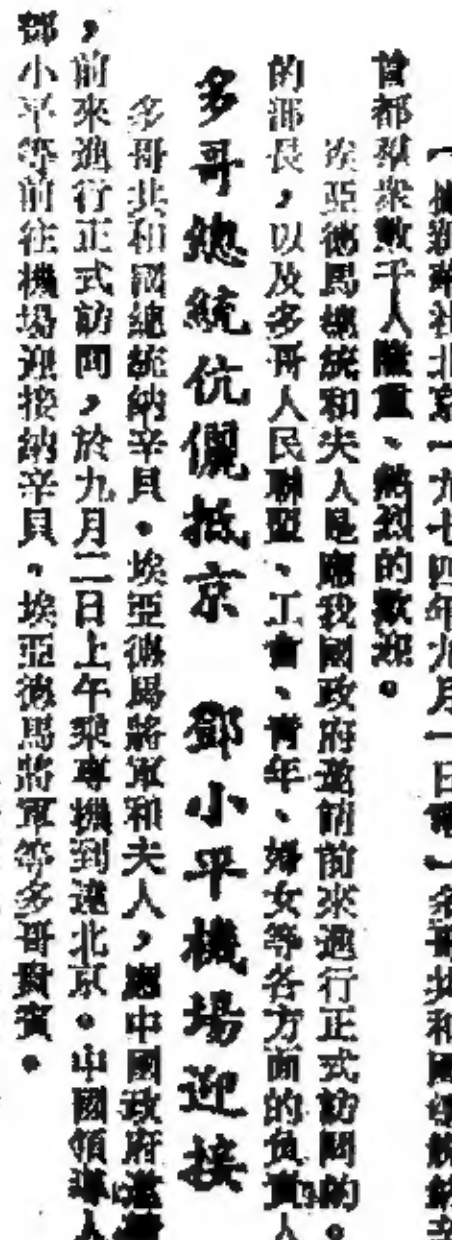 【據新華社北京一九七四年九月一日電】多哥共和國總統納辛
首都羣衆數千人隆重、熱烈的歡迎。
埃亞德馬總統和夫人是應我國政府邀請前來進行正式訪問的。
的部長，以及多哥人民聯盟、工會、青年、婦女等各方面的負責人
多哥總統伉儷抵京　鄧小平機場迎接
多哥共和國總統納辛貝・埃亞德馬將軍和夫人，應中國政府邀請
，前來進行正式訪問，於九月二日上午乘專機到達北京。中國領導人
鄧小平等前往機場迎接納辛貝・埃亞德馬將軍等多哥貴賓。